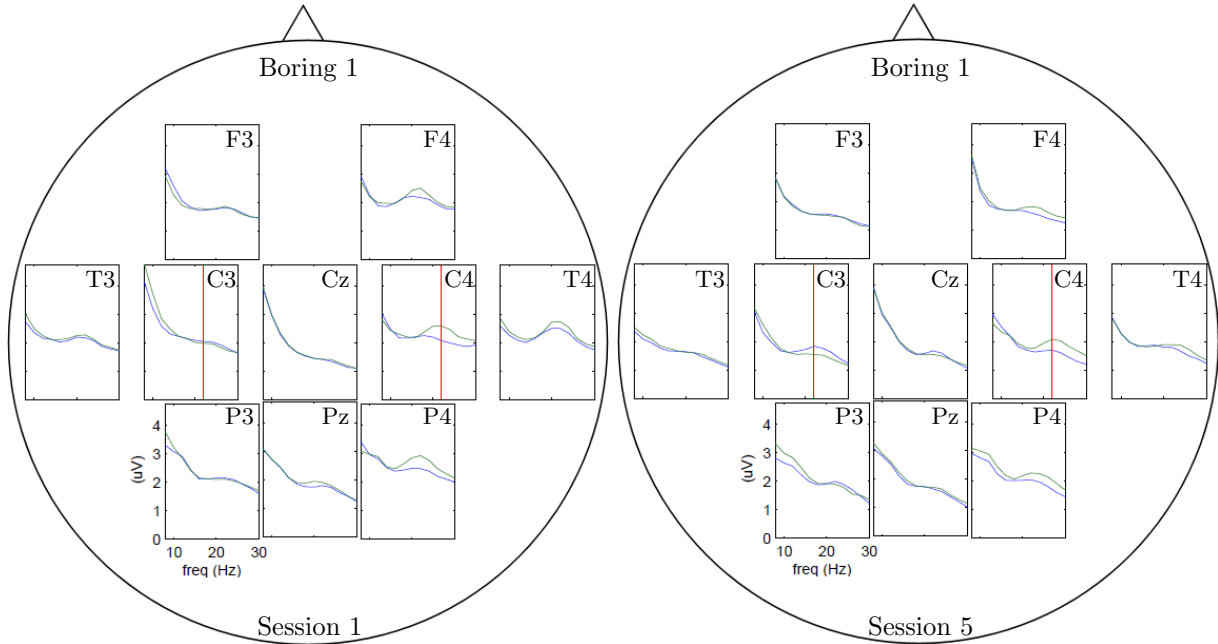 Boring 1
F3 F4
T3 C3 Cz C4 T4
P3 Pz P4
4
3
2
1
0
(uV)
10 20 30
freq (Hz)
Session 1
Boring 1
F3 F4
T3 C3 Cz C4 T4
P3 Pz P4
4
3
2
1
0
(uV)
10 20 30
freq (Hz)
Session 5